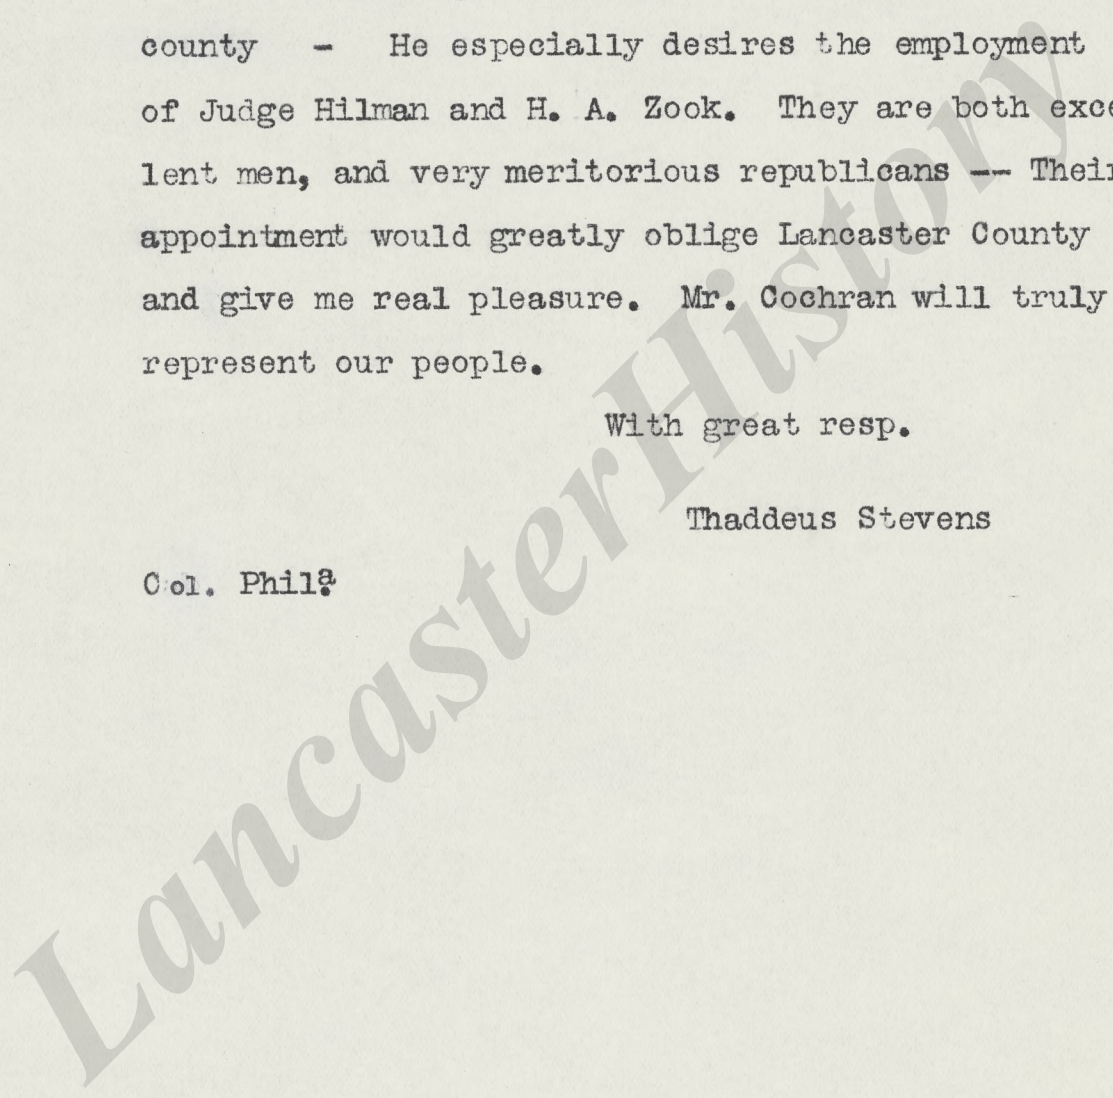 county - He especially desires the employment
of Judge Hilman and H. A. Zook. They are both exce
lent men, and very meritorious republicans -- Their
appointment would greatly oblige Lancaster County
and give me real pleasure. Mr. Cochran will truly
represent our people.
With great resp.
Thaddeus Stevens
Col. Philª.
LancasterHistory